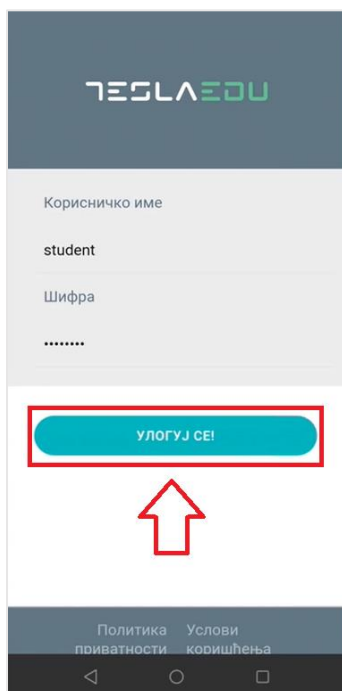 TESLAEDU
Корисничко име
student
Шифра
••••••••
УЛОГУЈ СЕ!
Политика приватности
Услови коришћења